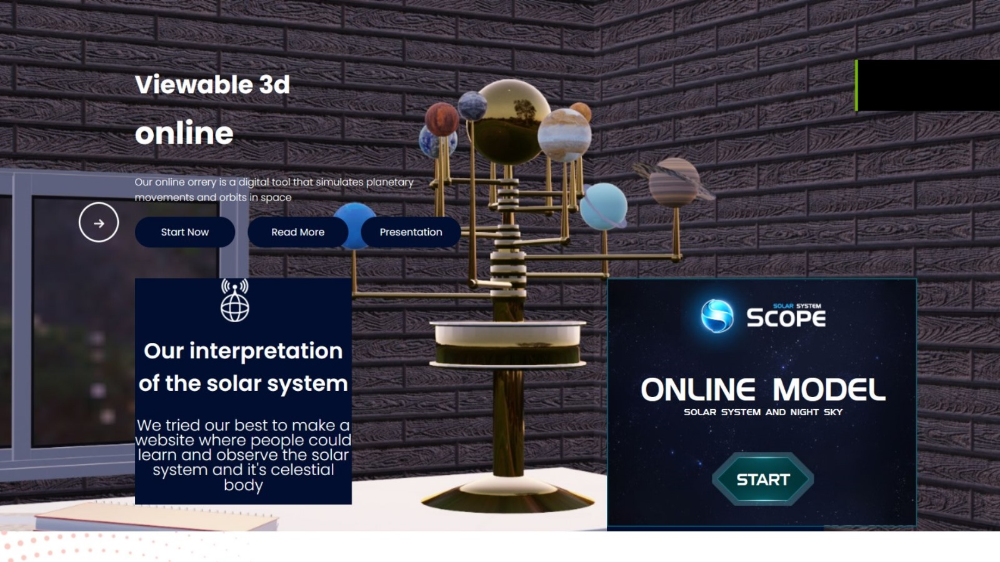 Viewable 3d
online
Our online orrery is a digital tool that simulates planetary
movements and orbits in space
Start Now
Read More
Presentation
Our interpretation
of the solar system
We tried our best to make a
website where people could
learn and observe the solar
system and it's celestial
body
SOLAR SYSTEM
SCOPE
ONLINE MODEL
SOLAR SYSTEM AND NIGHT SKY
START